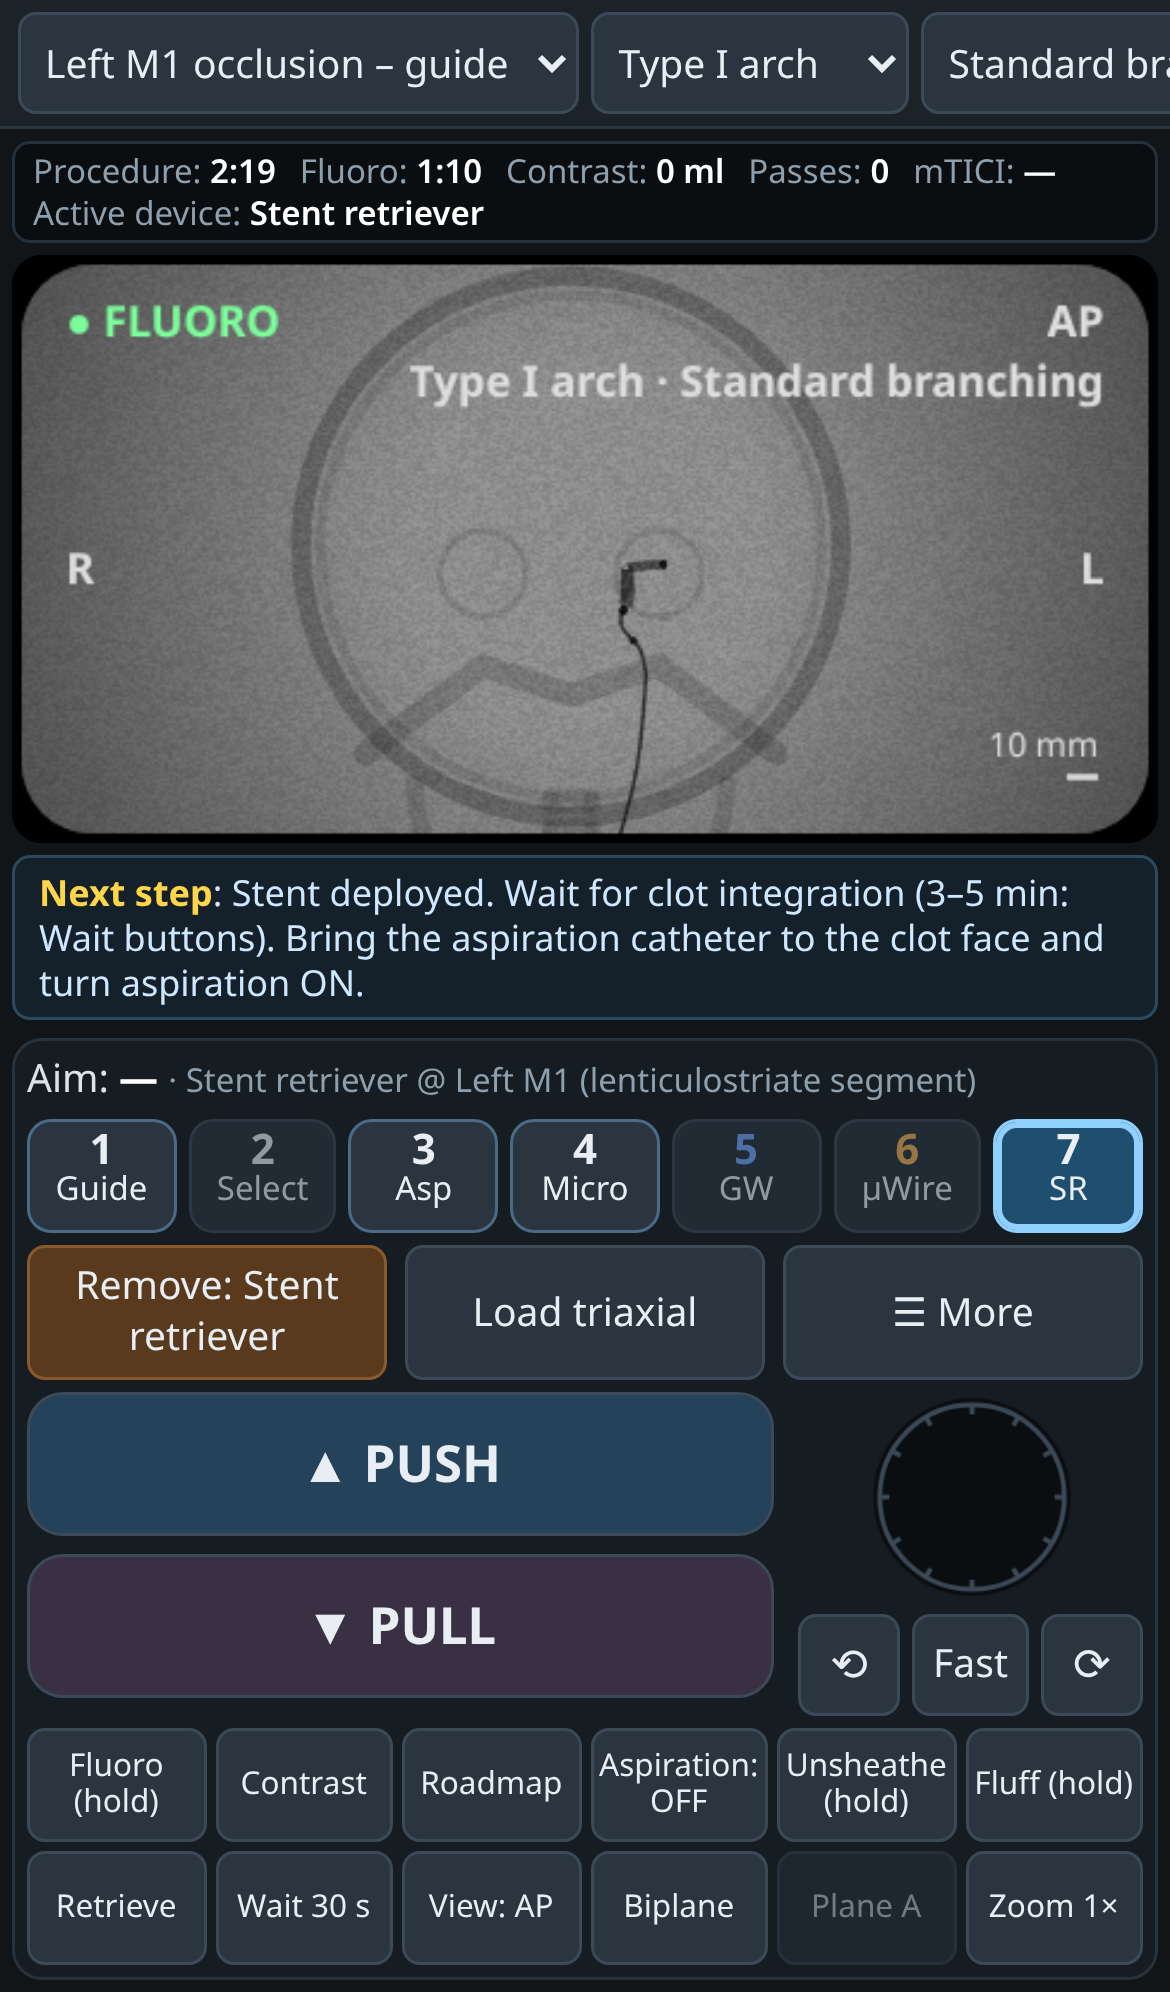 Left M1 occlusion – guide
Type I arch
Standard bra
Procedure: 2:19 Fluoro: 1:10 Contrast: 0 ml Passes: 0 mTICI: —
Active device: Stent retriever
● FLUORO
AP
Type I arch · Standard branching
R
L
10 mm
Next step: Stent deployed. Wait for clot integration (3–5 min:
Wait buttons). Bring the aspiration catheter to the clot face and
turn aspiration ON.
Aim: — · Stent retriever @ Left M1 (lenticulostriate segment)
1
Guide
2
Select
3
Asp
4
Micro
5
GW
6
µWire
7
SR
Remove: Stent
retriever
Load triaxial
☰ More
▲ PUSH
▼ PULL
⟲
Fast
⟳
Fluoro
(hold)
Contrast
Roadmap
Aspiration:
OFF
Unsheathe
(hold)
Fluff (hold)
Retrieve
Wait 30 s
View: AP
Biplane
Plane A
Zoom 1×